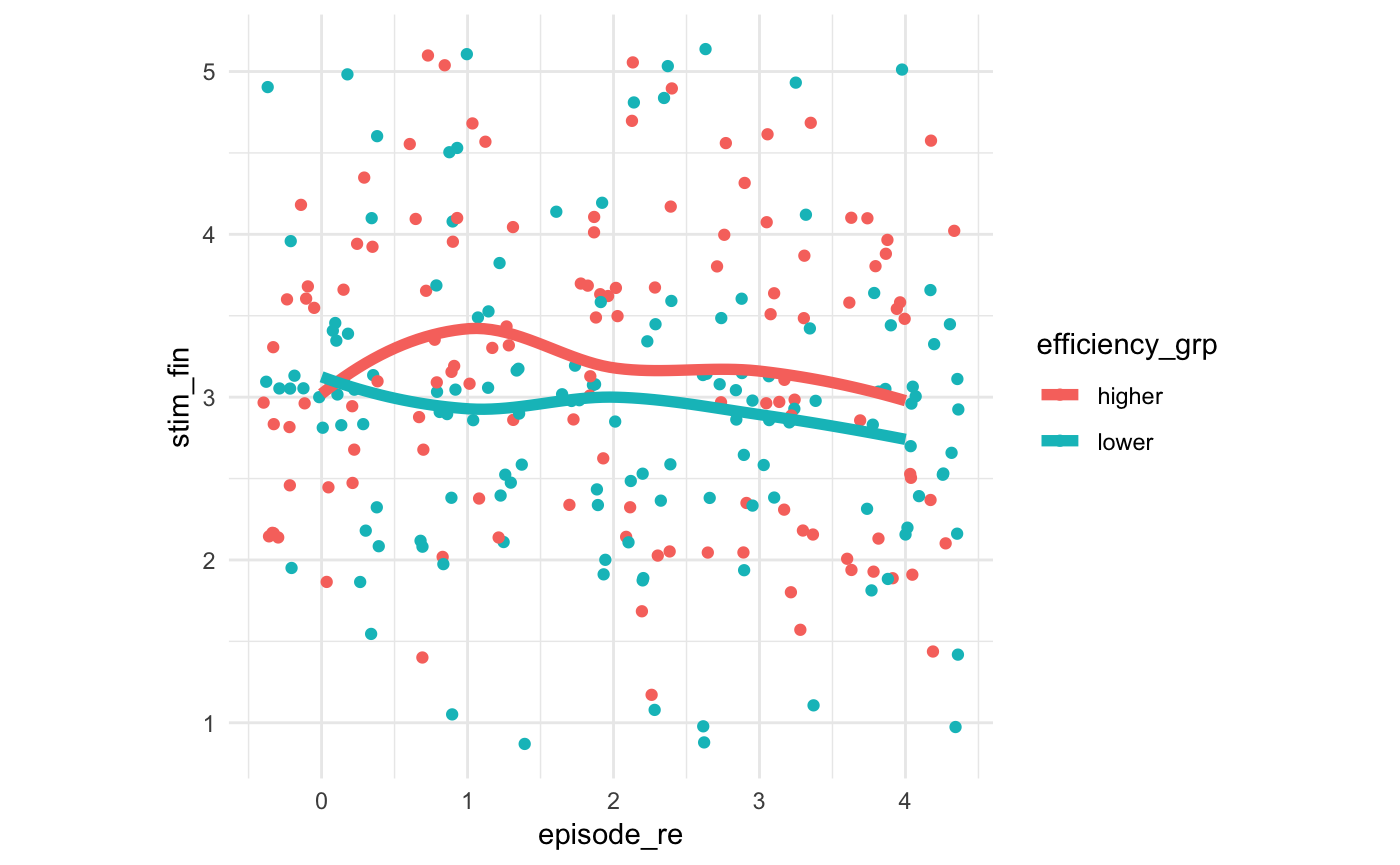 5
4
3
2
1
stim_fin
0 1 2 3 4
episode_re
efficiency_grp
higher
lower